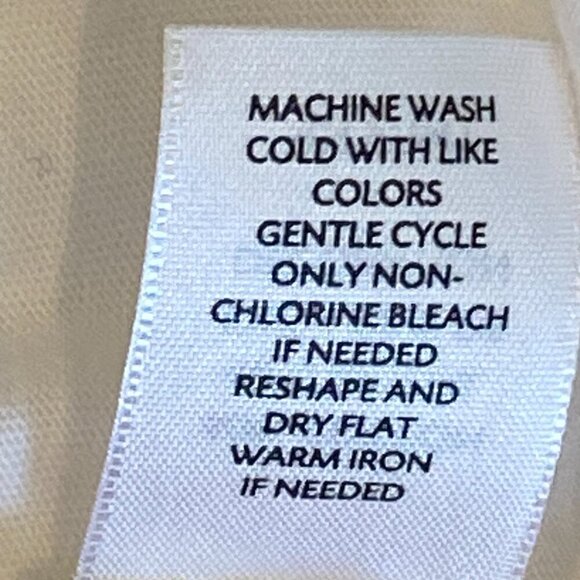 MACHINE WASH
COLD WITH LIKE
COLORS
GENTLE CYCLE
ONLY NON-
CHLORINE BLEACH
IF NEEDED
RESHAPE AND
DRY FLAT
WARM IRON
IF NEEDED